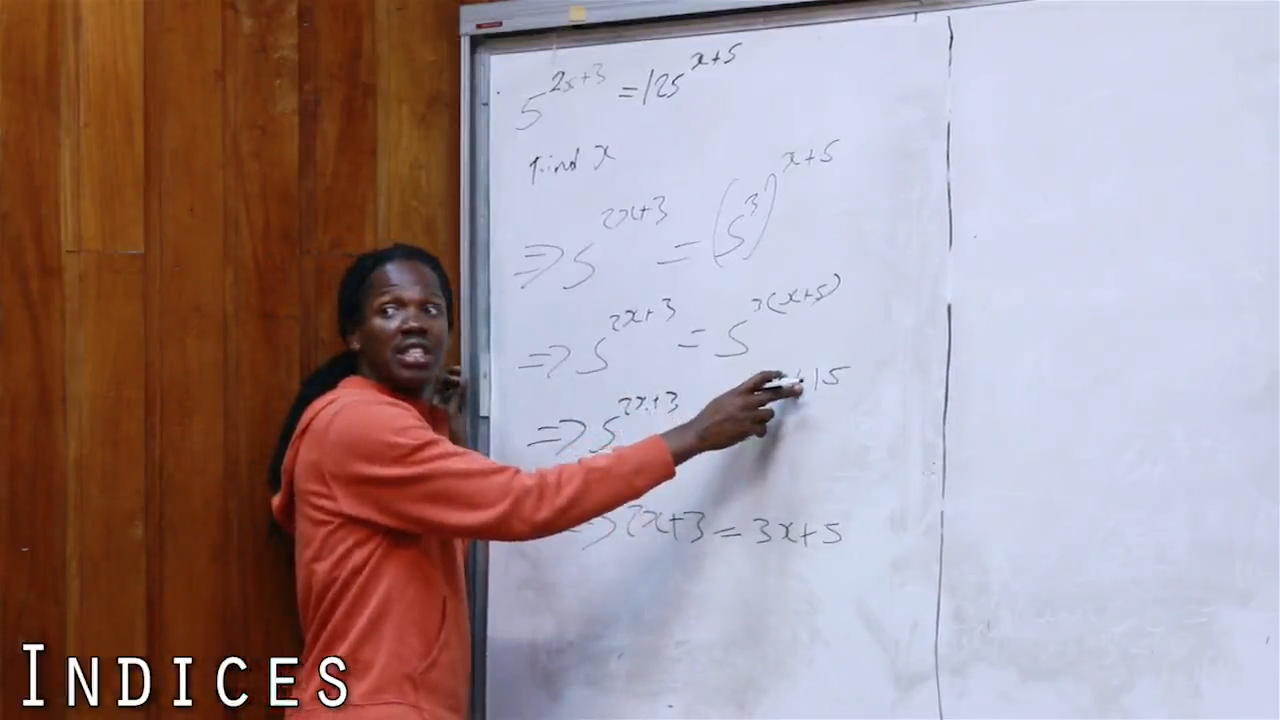 5^{2x+3} = 125^{x+5}
Find x
⇒ 5^{2x+3} = (5^3)^{x+5}
⇒ 5^{2x+3} = 5^{3(x+5)}
⇒ 5^{2x+3} +15
⇒ 2x+3 = 3x+5
INDICES